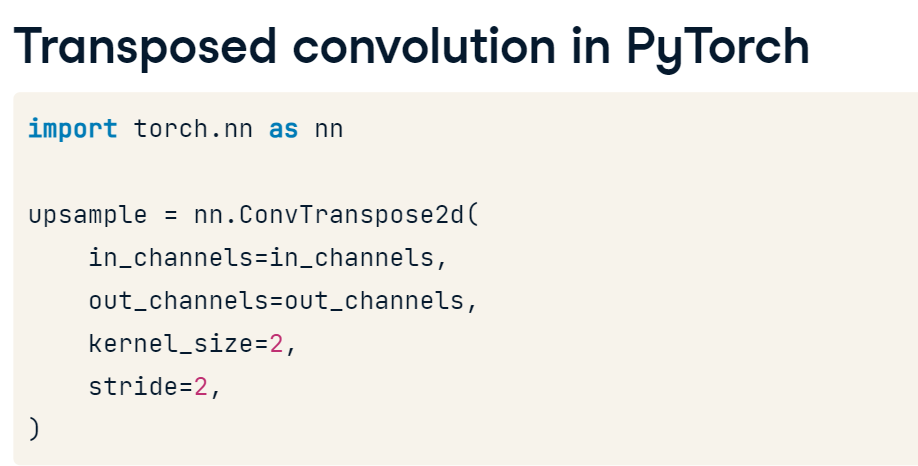 Transposed convolution in PyTorch
import torch.nn as nn
upsample = nn.ConvTranspose2d(
    in_channels=in_channels,
    out_channels=out_channels,
    kernel_size=2,
    stride=2,
)